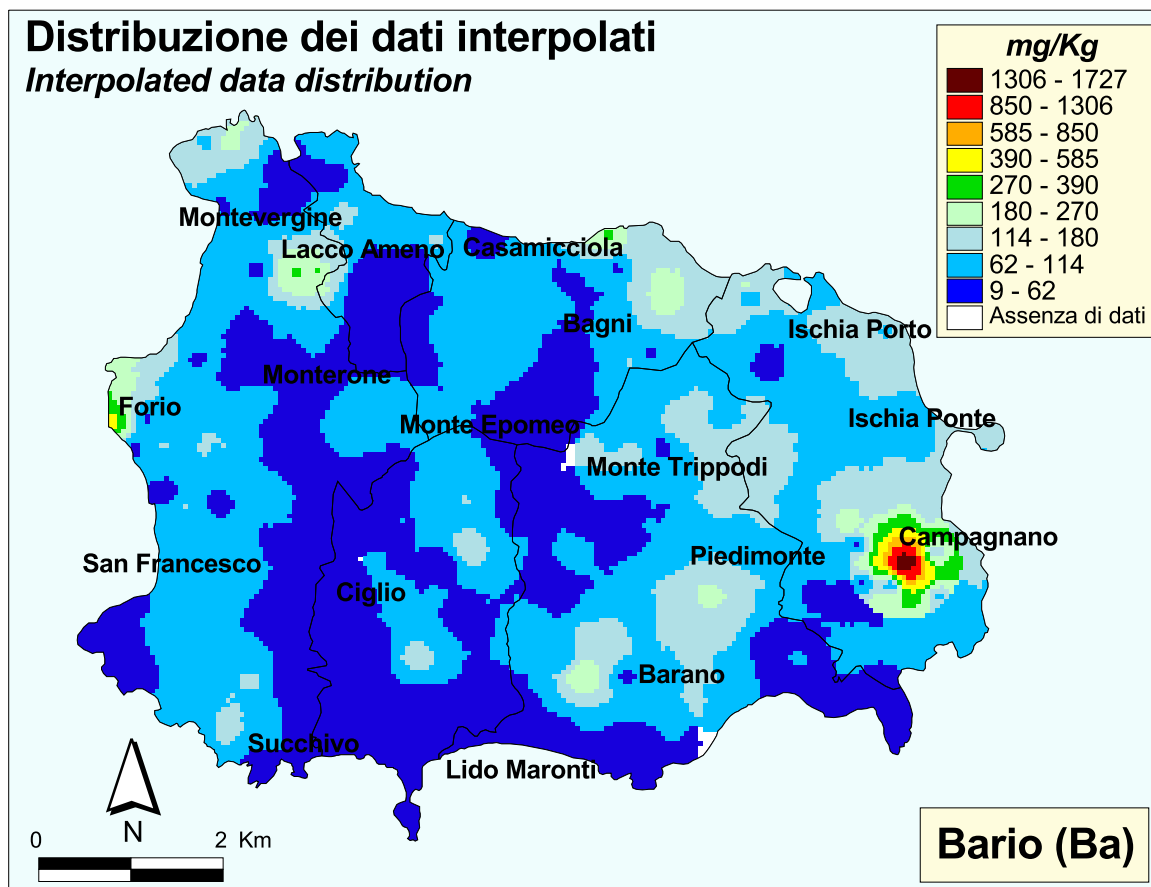 Distribuzione dei dati interpolati
Interpolated data distribution
mg/Kg
1306 - 1727
850 - 1306
585 - 850
390 - 585
270 - 390
180 - 270
114 - 180
62 - 114
9 - 62
Assenza di dati
Montevergine
Lacco Ameno
Casamicciola
Bagni
Ischia Porto
Monterone
Forio
Monte Epomeo
Ischia Ponte
Monte Trippodi
Campagnano
San Francesco
Piedimonte
Ciglio
Barano
Succhivo
Lido Maronti
N
0 2 Km
Bario (Ba)